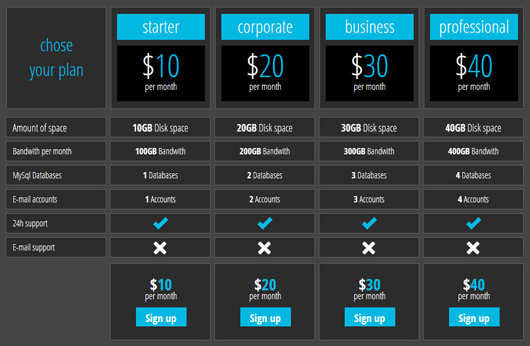 chose
your plan
starter
corporate
business
professional
$10
$20
$30
$40
per month
per month
per month
per month
Amount of space
10GB Disk space
20GB Disk space
30GB Disk space
40GB Disk space
Bandwith per month
100GB Bandwith
200GB Bandwith
300GB Bandwith
400GB Bandwith
MySql Databases
1 Databases
2 Databases
3 Databases
4 Databases
E-mail accounts
1 Accounts
2 Accounts
3 Accounts
4 Accounts
24h support
E-mail support
$10
$20
$30
$40
per month
per month
per month
per month
Sign up
Sign up
Sign up
Sign up